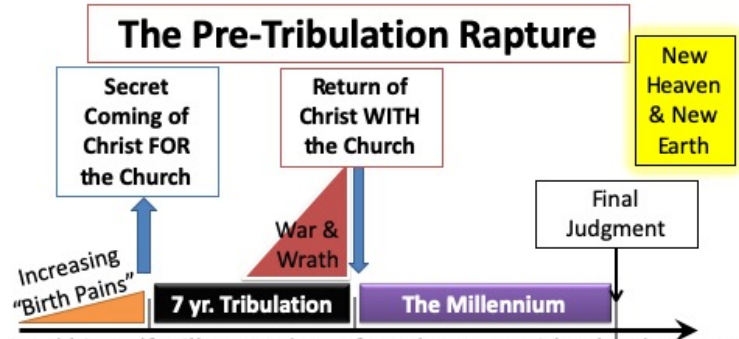 The Pre-Tribulation Rapture
New
Heaven
& New
Earth
Secret
Coming of
Christ FOR
the Church
Return of
Christ WITH
the Church
Final
Judgment
War &
Wrath
Increasing
"Birth Pains"
7 yr. Tribulation
The Millennium